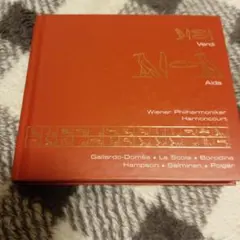 Verdi
Aida
Wiener Philharmoniker
Harnoncourt
Gallardo-Domâs • La Scola • Borodina
Hampson • Salminen • Polgár